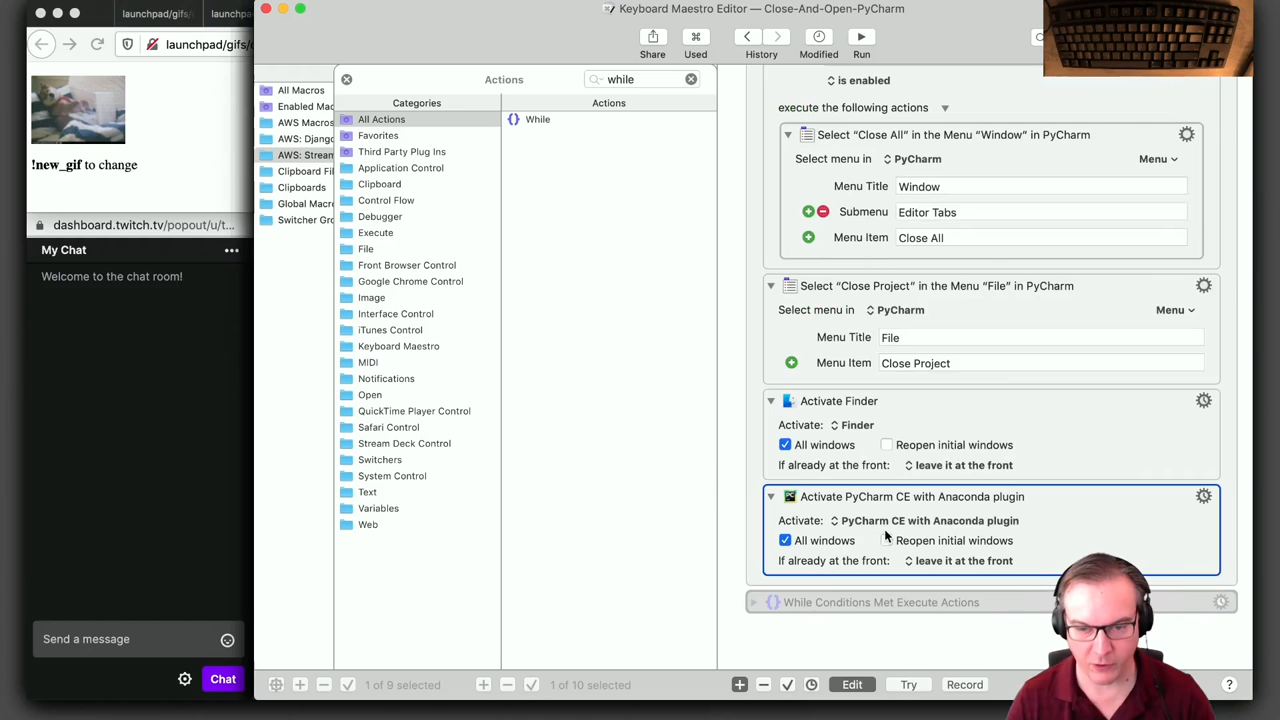 launchpad/gifs/
launchpad/gifs
launchpad/gifs/
!new_gif to change
dashboard.twitch.tv/popout/u/t...
My Chat
Welcome to the chat room!
Send a message
Chat
Keyboard Maestro Editor — Close-And-Open-PyCharm
Share
Used
History
Modified
Run
All Macros
Enabled Mac
AWS Macros
AWS: Djang
AWS: Stream
Clipboard Fil
Clipboards
Global Macr
Switcher Gro
Actions
while
Categories
All Actions
Favorites
Third Party Plug Ins
Application Control
Clipboard
Control Flow
Debugger
Execute
File
Front Browser Control
Google Chrome Control
Image
Interface Control
iTunes Control
Keyboard Maestro
MIDI
Notifications
Open
QuickTime Player Control
Safari Control
Stream Deck Control
Switchers
System Control
Text
Variables
Web
Actions
While
is enabled
execute the following actions
Select “Close All” in the Menu “Window” in PyCharm
Select menu in PyCharm Menu
Menu Title Window
Submenu Editor Tabs
Menu Item Close All
Select “Close Project” in the Menu “File” in PyCharm
Select menu in PyCharm Menu
Menu Title File
Menu Item Close Project
Activate Finder
Activate: Finder
All windows Reopen initial windows
If already at the front: leave it at the front
Activate PyCharm CE with Anaconda plugin
Activate: PyCharm CE with Anaconda plugin
All windows Reopen initial windows
If already at the front: leave it at the front
While Conditions Met Execute Actions
1 of 9 selected
1 of 10 selected
Edit
Try
Record
?